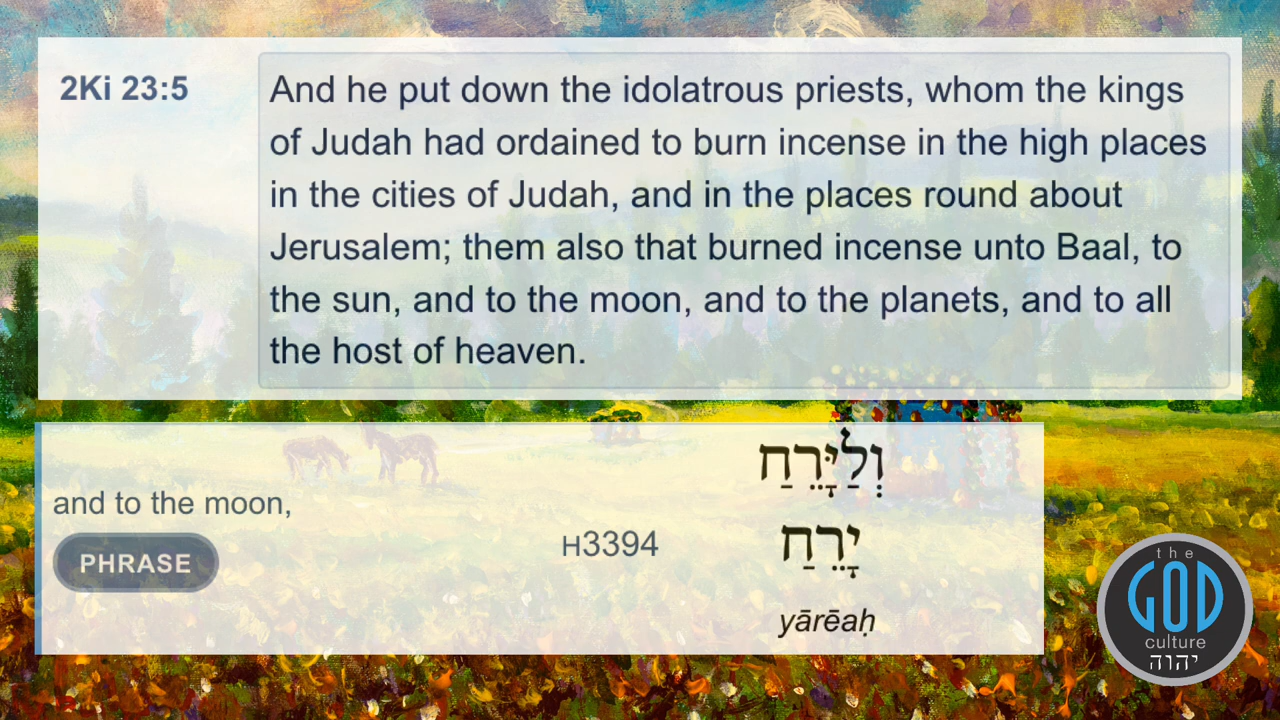 2Ki 23:5
And he put down the idolatrous priests, whom the kings
of Judah had ordained to burn incense in the high places
in the cities of Judah, and in the places round about
Jerusalem; them also that burned incense unto Baal, to
the sun, and to the moon, and to the planets, and to all
the host of heaven.
and to the moon,
PHRASE
H3394
וְלַיָּרֵחַ
יָרֵחַ
yārēaḥ
the
GOD
culture
יהוה